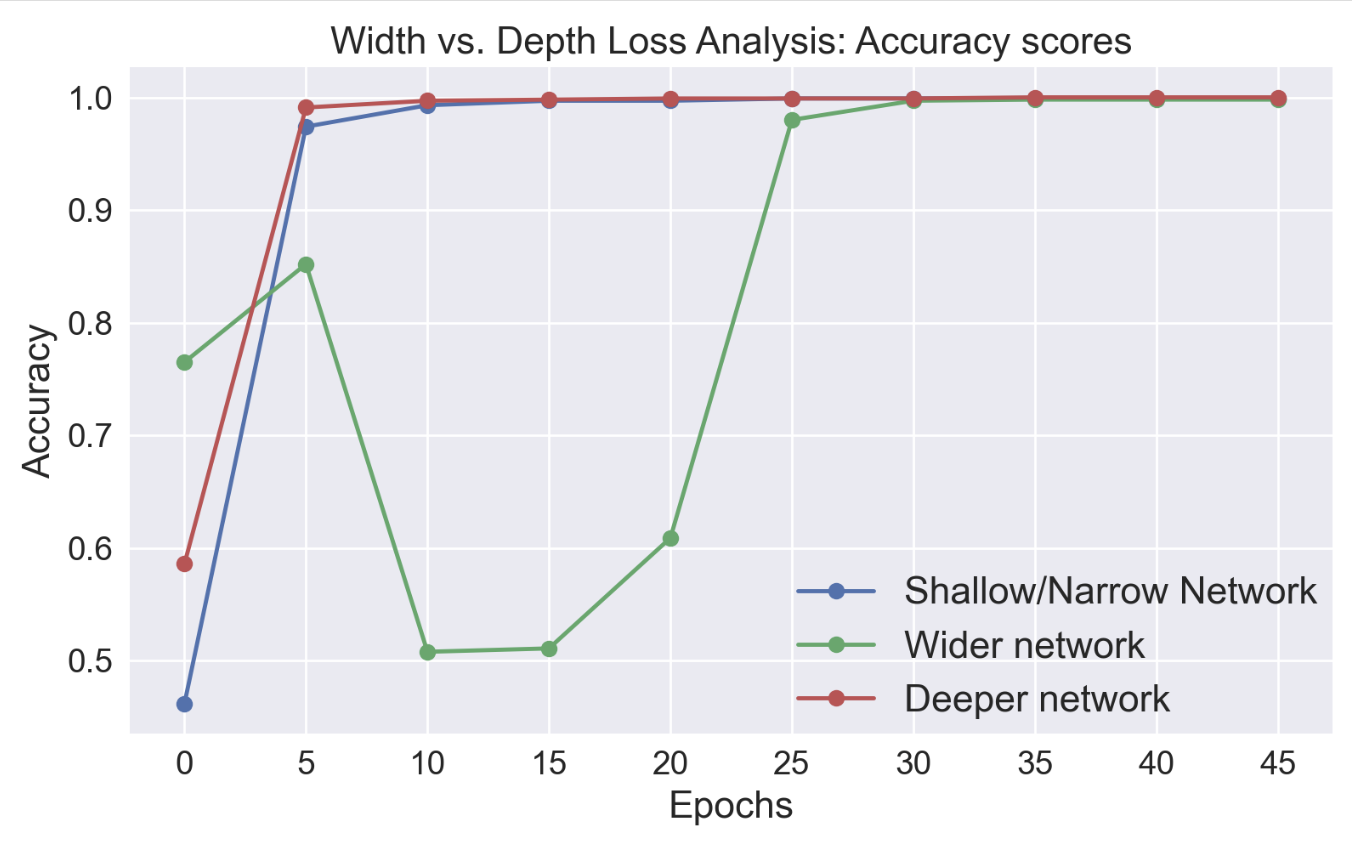 Width vs. Depth Loss Analysis: Accuracy scores
1.0
0.9
0.8
0.7
0.6
0.5
Accuracy
Shallow/Narrow Network
Wider network
Deeper network
0 5 10 15 20 25 30 35 40 45
Epochs